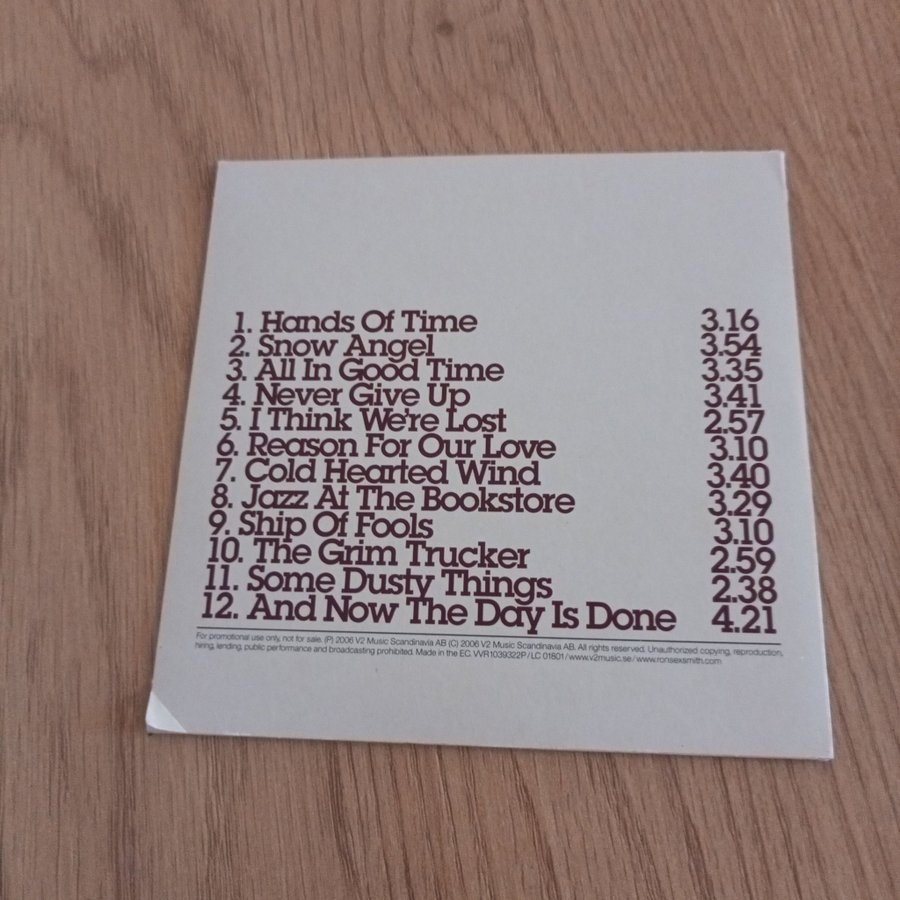 1. Hands Of Time 3.16
2. Snow Angel 3.54
3. All In Good Time 3.35
4. Never Give Up 3.41
5. I Think We're Lost 2.57
6. Reason For Our Love 3.10
7. Cold Hearted Wind 3.40
8. Jazz At The Bookstore 3.29
9. Ship Of Fools 3.10
10. The Grim Trucker 2.59
11. Some Dusty Things 2.38
12. And Now The Day Is Done 4.21
For promotional use only, not for sale. (P) 2006 V2 Music Scandinavia AB (C) 2006 V2 Music Scandinavia AB. All rights reserved. Unauthorized copying, reproduction,
hiring, lending, public performance and broadcasting prohibited. Made in the EC. VVR1039322P / LC 01801 / www.v2music.se / www.ronsexsmith.com